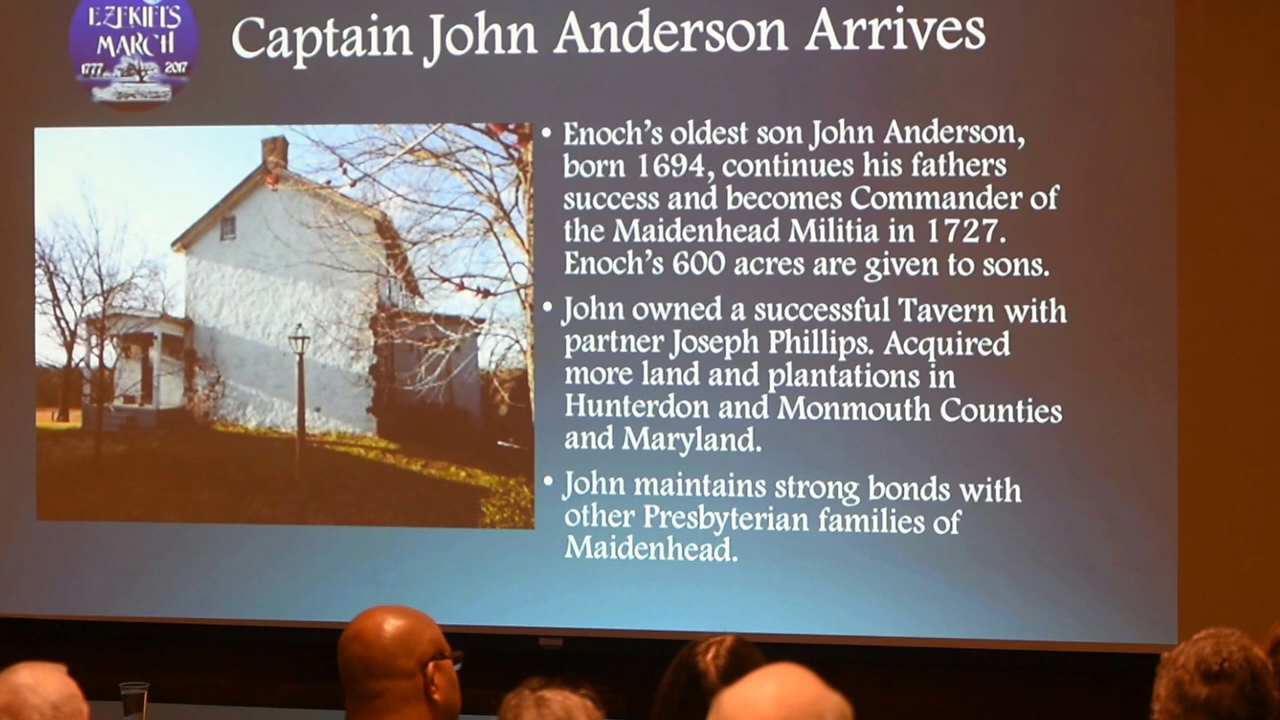 EZEKIEL'S
MARCH
1777 2017
Captain John Anderson Arrives
• Enoch's oldest son John Anderson,
born 1694, continues his fathers
success and becomes Commander of
the Maidenhead Militia in 1727.
Enoch's 600 acres are given to sons.
• John owned a successful Tavern with
partner Joseph Phillips. Acquired
more land and plantations in
Hunterdon and Monmouth Counties
and Maryland.
• John maintains strong bonds with
other Presbyterian families of
Maidenhead.